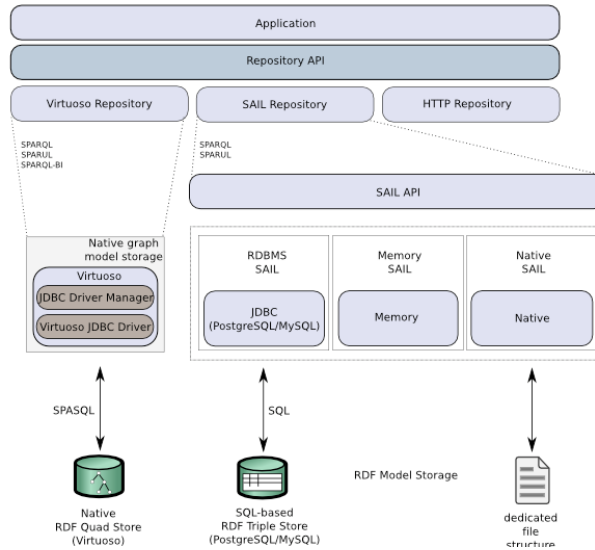 Application
Repository API
Virtuoso Repository
SAIL Repository
HTTP Repository
SPARQL
SPARUL
SPARQL-BI
SPARQL
SPARUL
SAIL API
Native graph
model storage
Virtuoso
JDBC Driver Manager
Virtuoso JDBC Driver
RDBMS
SAIL
JDBC
(PostgreSQL/MySQL)
Memory
SAIL
Memory
Native
SAIL
Native
SPASQL
SQL
RDF Model Storage
Native
RDF Quad Store
(Virtuoso)
SQL-based
RDF Triple Store
(PostgreSQL/MySQL)
dedicated
file
structure